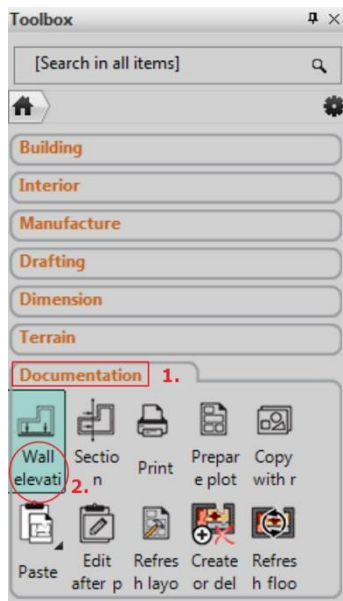 Toolbox
[Search in all items]
Building
Interior
Manufacture
Drafting
Dimension
Terrain
Documentation 1.
Wall Sectio Print Prepar Copy
elevati n e plot with r
2.
Paste Edit Refres Create Refres
after p h layo or del h floo